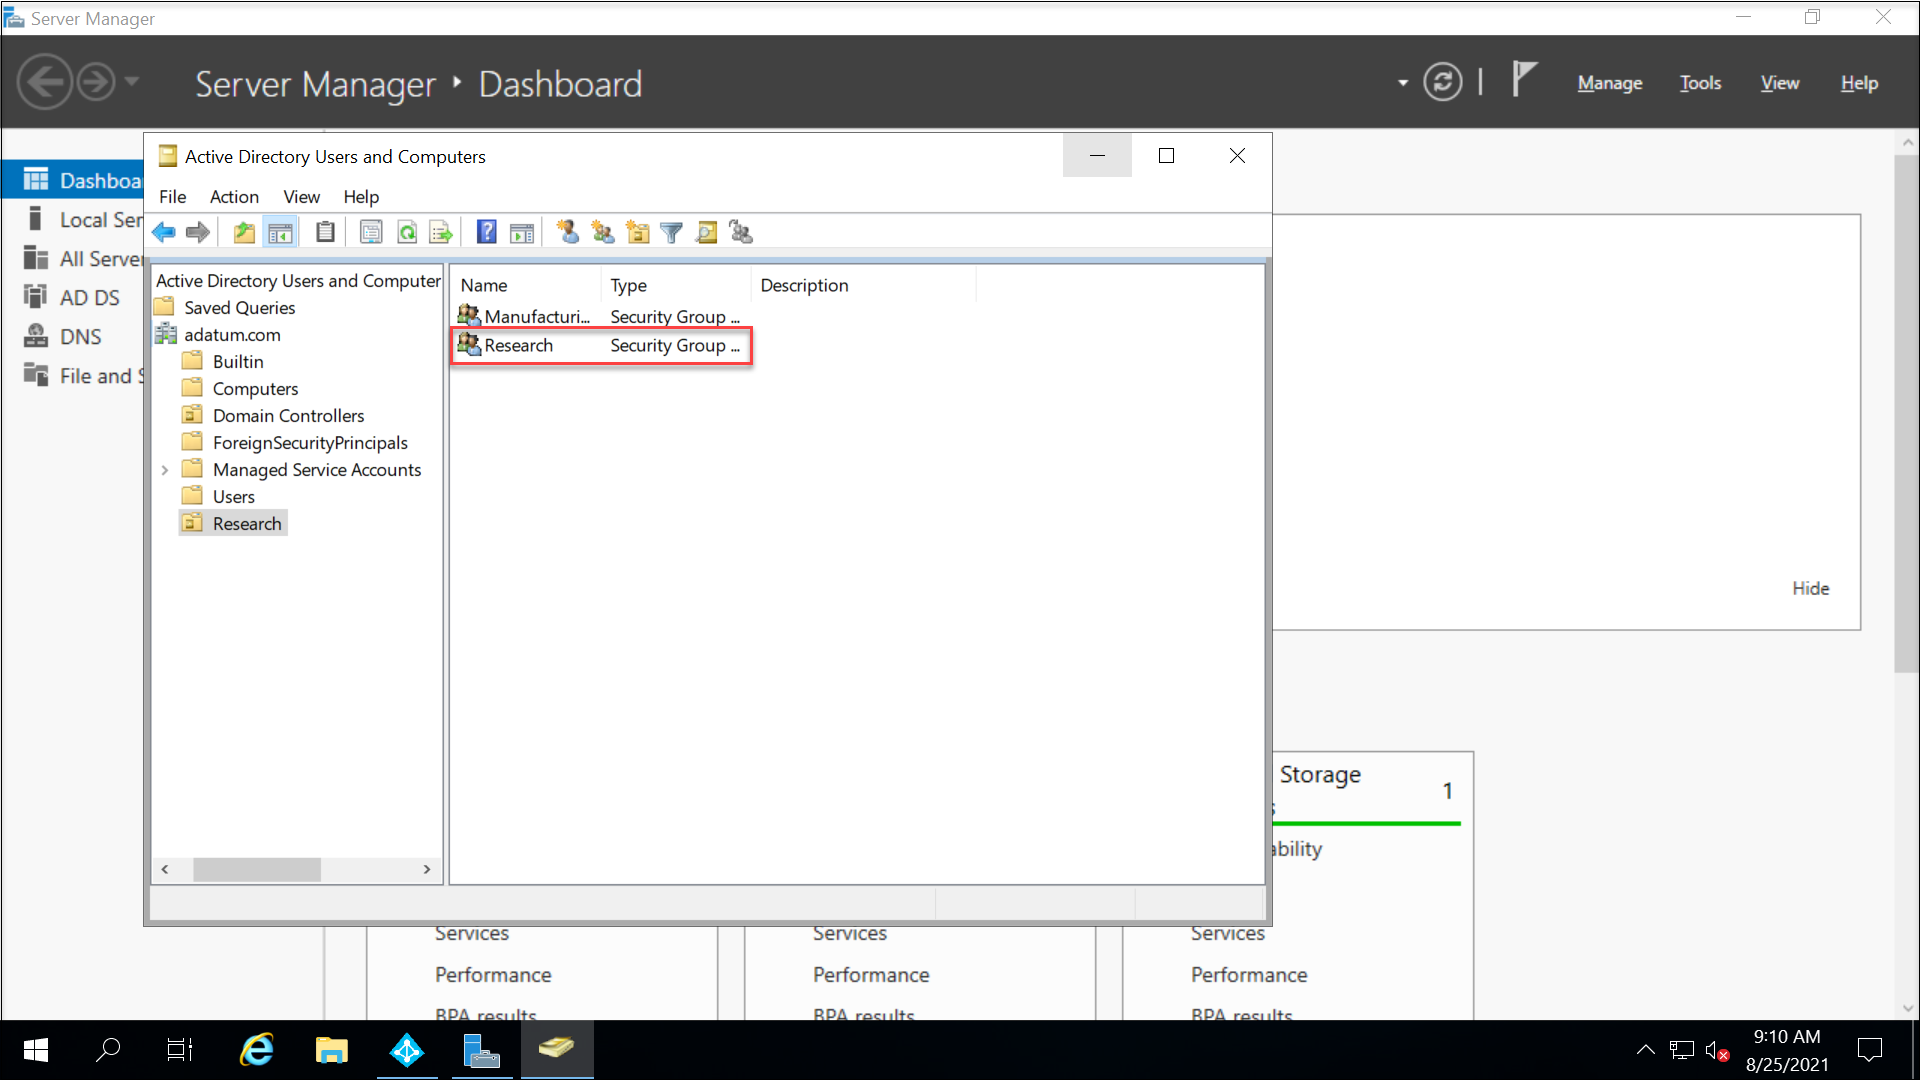 Server Manager
Server Manager ‣ Dashboard
Manage
Tools
View
Help
Dashboa
Local Ser
All Server
AD DS
DNS
File and S
Active Directory Users and Computers
File
Action
View
Help
Active Directory Users and Computer
Saved Queries
adatum.com
Builtin
Computers
Domain Controllers
ForeignSecurityPrincipals
Managed Service Accounts
Users
Research
Name
Type
Description
Manufacturi...
Security Group ...
Research
Security Group ...
Hide
Storage
1
s
ability
Services
Performance
BPA results
Services
Performance
BPA results
Services
Performance
BPA results
9:10 AM
8/25/2021